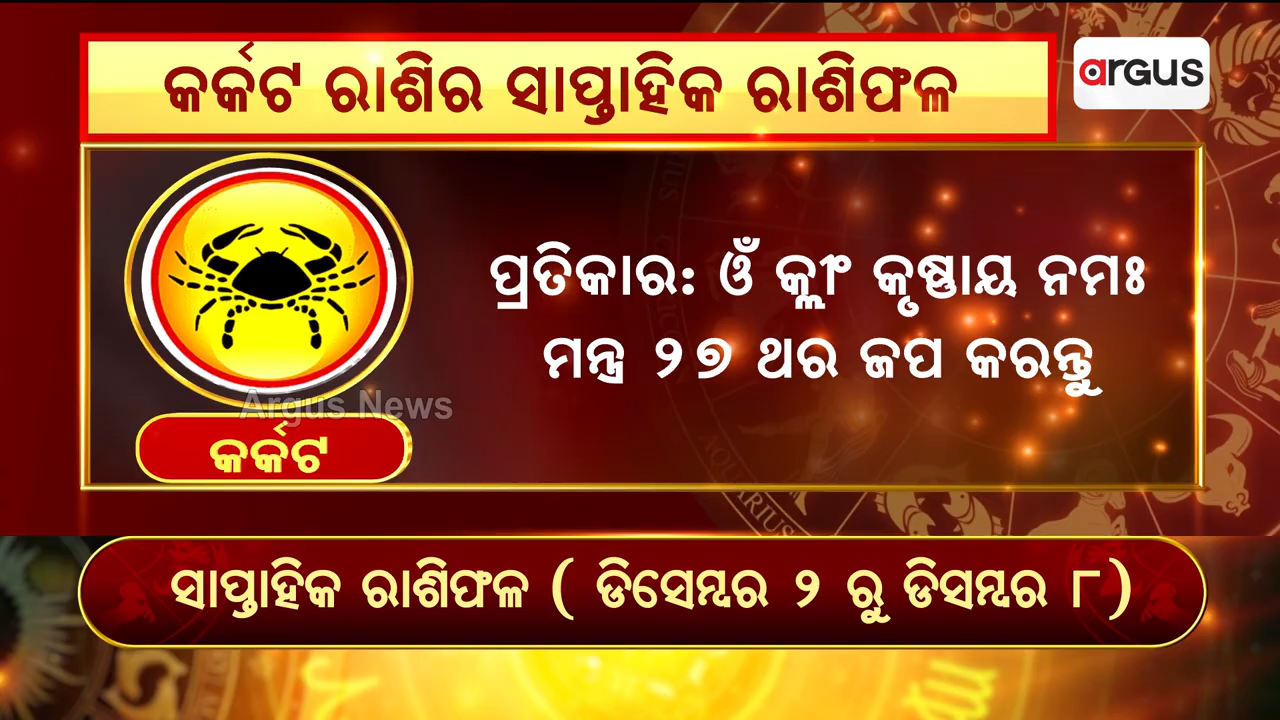 କର୍କଟ ରାଶିର ସାପ୍ତାହିକ ରାଶିଫଳ
argus
ପ୍ରତିକାର: ଓଁ କ୍ଲୀଂ କୃଷ୍ଣାୟ ନମଃ
ମନ୍ତ୍ର ୨୭ ଥର ଜପ କରନ୍ତୁ
Argus News
କର୍କଟ
AQUARIUS
ସାପ୍ତାହିକ ରାଶିଫଳ ( ଡିସେମ୍ବର ୨ ରୁ ଡିସମ୍ବର ୮ )